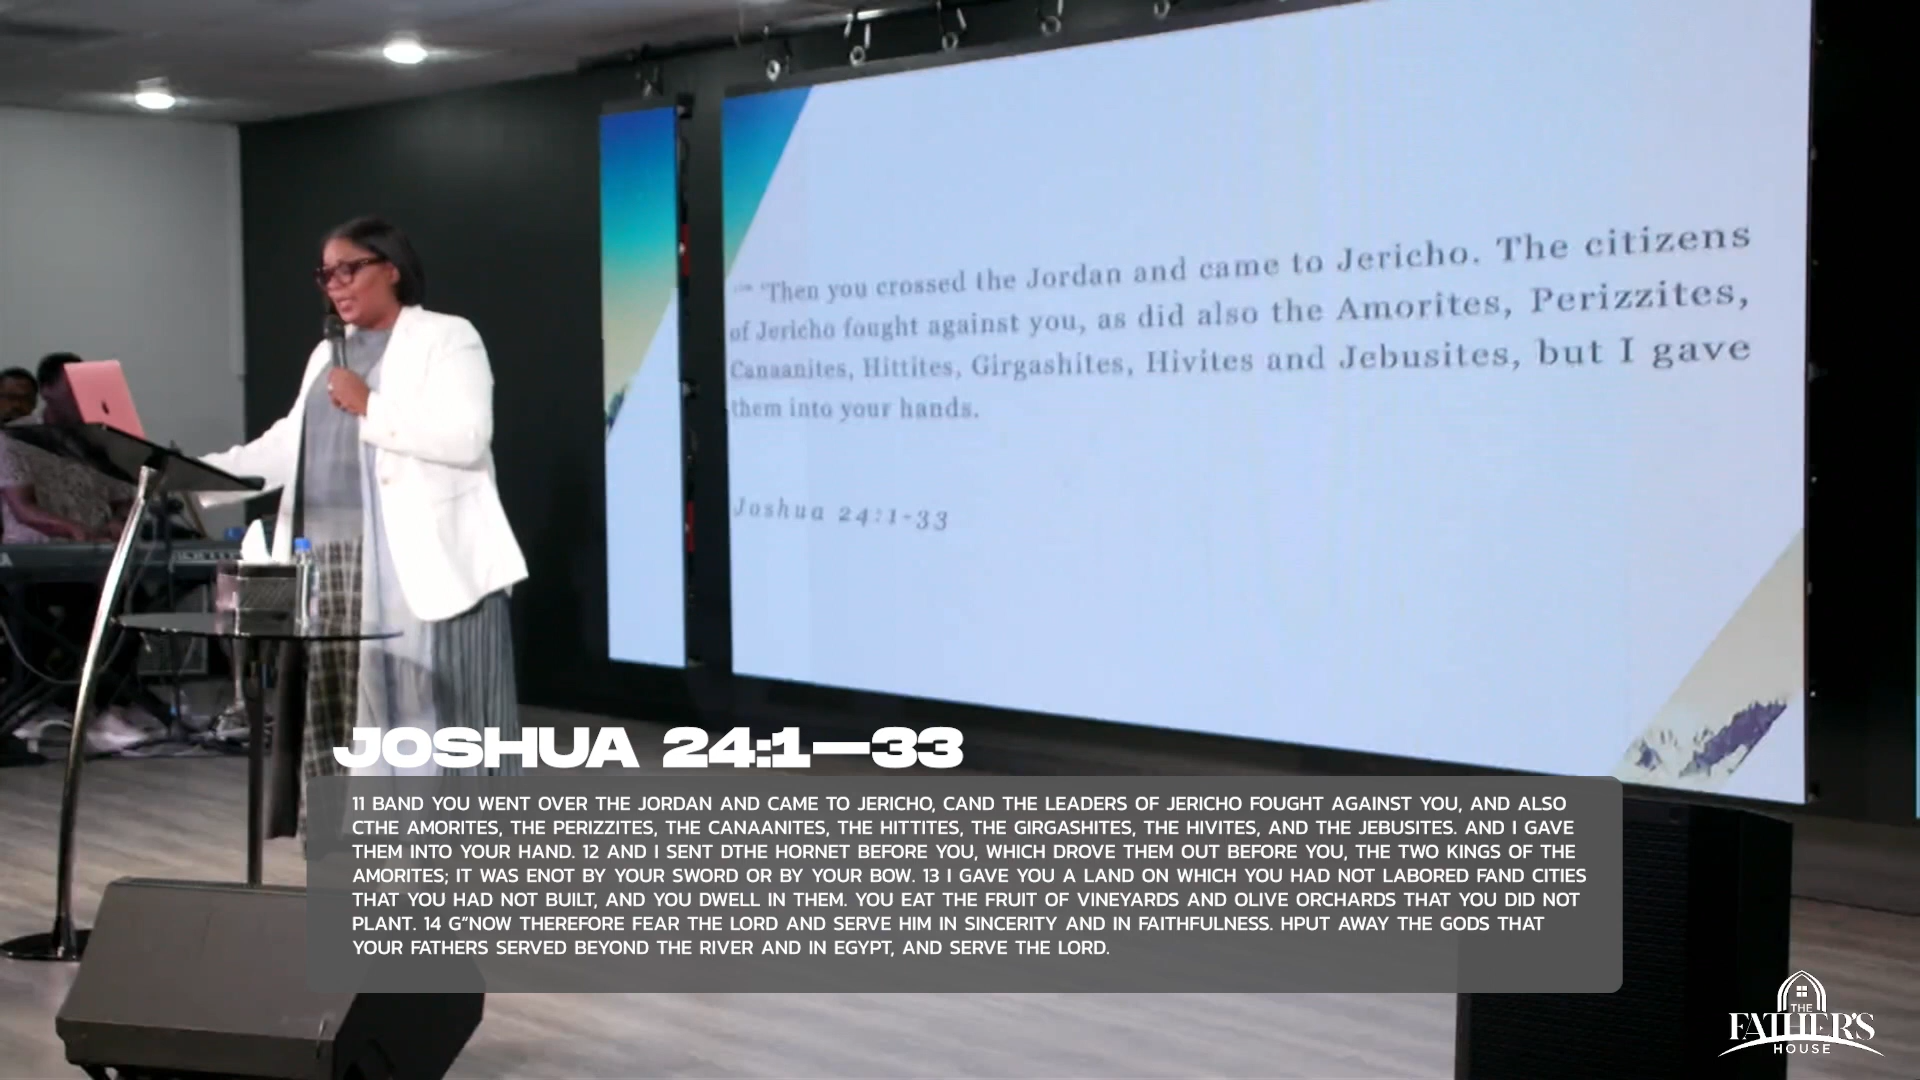 "Then you crossed the Jordan and came to Jericho. The citizens
of Jericho fought against you, as did also the Amorites, Perizzites,
Canaanites, Hittites, Girgashites, Hivites and Jebusites, but I gave
them into your hands.
Joshua 24:1-33
JOSHUA 24:1—33
11 BAND YOU WENT OVER THE JORDAN AND CAME TO JERICHO, CAND THE LEADERS OF JERICHO FOUGHT AGAINST YOU, AND ALSO
CTHE AMORITES, THE PERIZZITES, THE CANAANITES, THE HITTITES, THE GIRGASHITES, THE HIVITES, AND THE JEBUSITES. AND I GAVE
THEM INTO YOUR HAND. 12 AND I SENT DTHE HORNET BEFORE YOU, WHICH DROVE THEM OUT BEFORE YOU, THE TWO KINGS OF THE
AMORITES; IT WAS ENOT BY YOUR SWORD OR BY YOUR BOW. 13 I GAVE YOU A LAND ON WHICH YOU HAD NOT LABORED FAND CITIES
THAT YOU HAD NOT BUILT, AND YOU DWELL IN THEM. YOU EAT THE FRUIT OF VINEYARDS AND OLIVE ORCHARDS THAT YOU DID NOT
PLANT. 14 G"NOW THEREFORE FEAR THE LORD AND SERVE HIM IN SINCERITY AND IN FAITHFULNESS. HPUT AWAY THE GODS THAT
YOUR FATHERS SERVED BEYOND THE RIVER AND IN EGYPT, AND SERVE THE LORD.
THE
FATHER'S
HOUSE